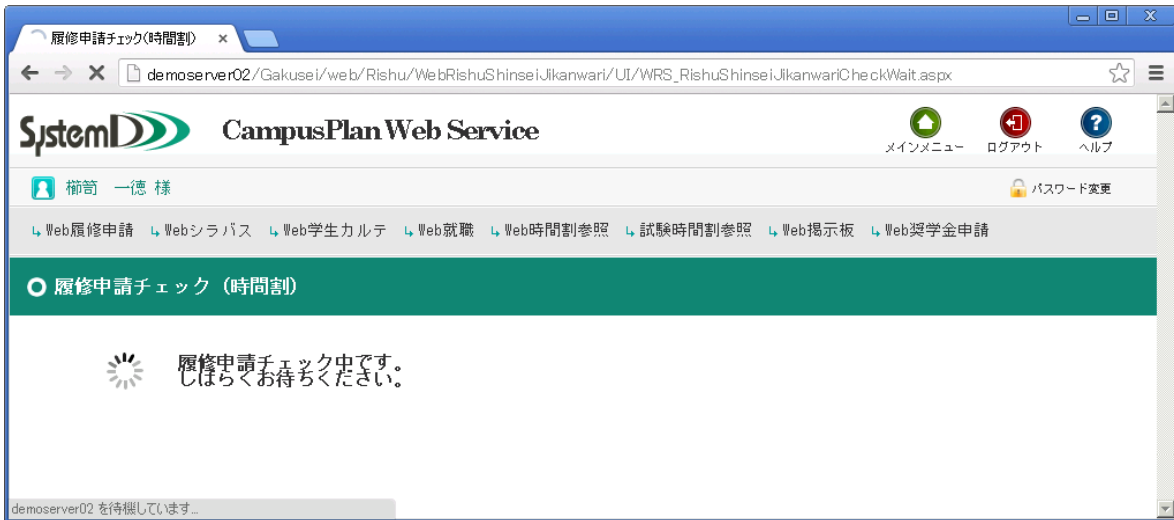 履修申請チェック(時間割)
demoserver02/Gakusei/web/Rishu/WebRishuShinseiJikanwari/UI/WRS_RishuShinseiJikanwariCheckWait.aspx
SystemD CampusPlan Web Service
メインメニュー ログアウト ヘルプ
櫛笥 一徳 様 パスワード変更
Web履修申請 Webシラバス Web学生カルテ Web就職 Web時間割参照 試験時間割参照 Web掲示板 Web奨学金申請
履修申請チェック（時間割）
履修申請チェック中です。
しばらくお待ちください。
demoserver02 を待機しています...